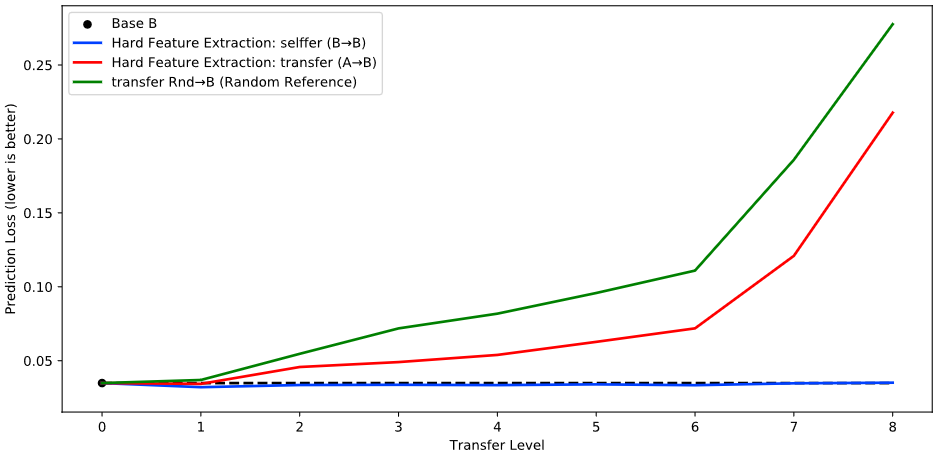 Base B
Hard Feature Extraction: selffer (B→B)
Hard Feature Extraction: transfer (A→B)
transfer Rnd→B (Random Reference)
Prediction Loss (lower is better)
0.25
0.20
0.15
0.10
0.05
0 1 2 3 4 5 6 7 8
Transfer Level